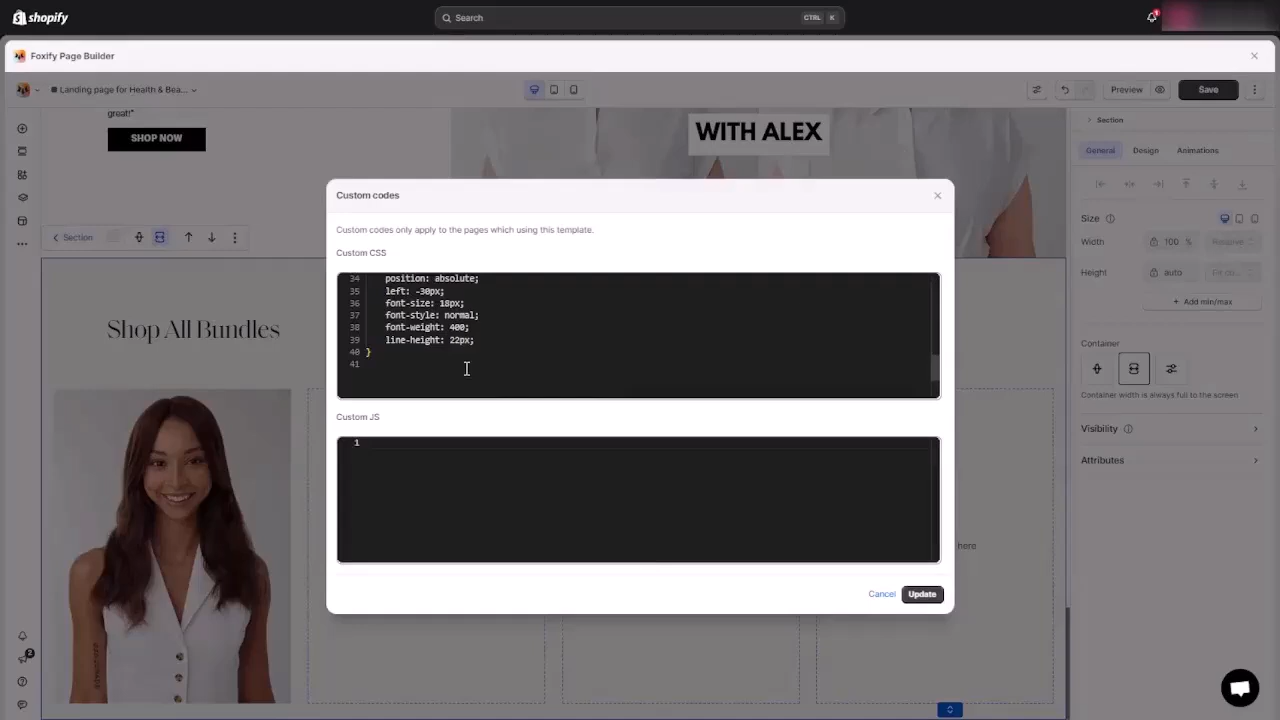 shopify
Search
CTRL K
Foxify Page Builder
Landing page for Health & Bea...
Preview
Save
great!*
SHOP NOW
WITH ALEX
Section
General
Design
Animations
Section
Size
Width
100 %
Height
auto
Add min/max
Container
Container width is always full to the screen
Visibility
Attributes
Shop All Bundles
Custom codes
Custom codes only apply to the pages which using this template.
Custom CSS
34 position: absolute;
35 left: -30px;
36 font-size: 18px;
37 font-style: normal;
38 font-weight: 400;
39 line-height: 22px;
40 }
41
Custom JS
1
Cancel
Update
here
2